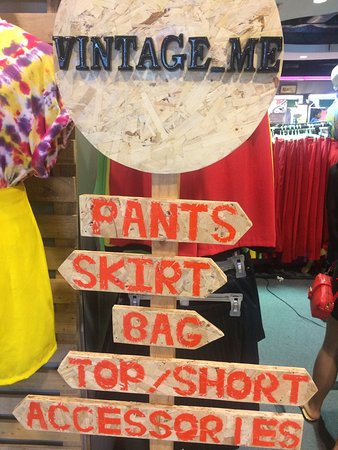 VINTAGE_ME
PANTS
SKIRT
BAG
TOP/SHORT
ACCESSORIES